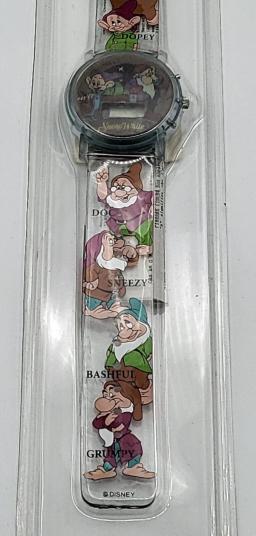 DOPEY
Snow White
DOC
SNEEZY
BASHFUL
GRUMPY
© DISNEY